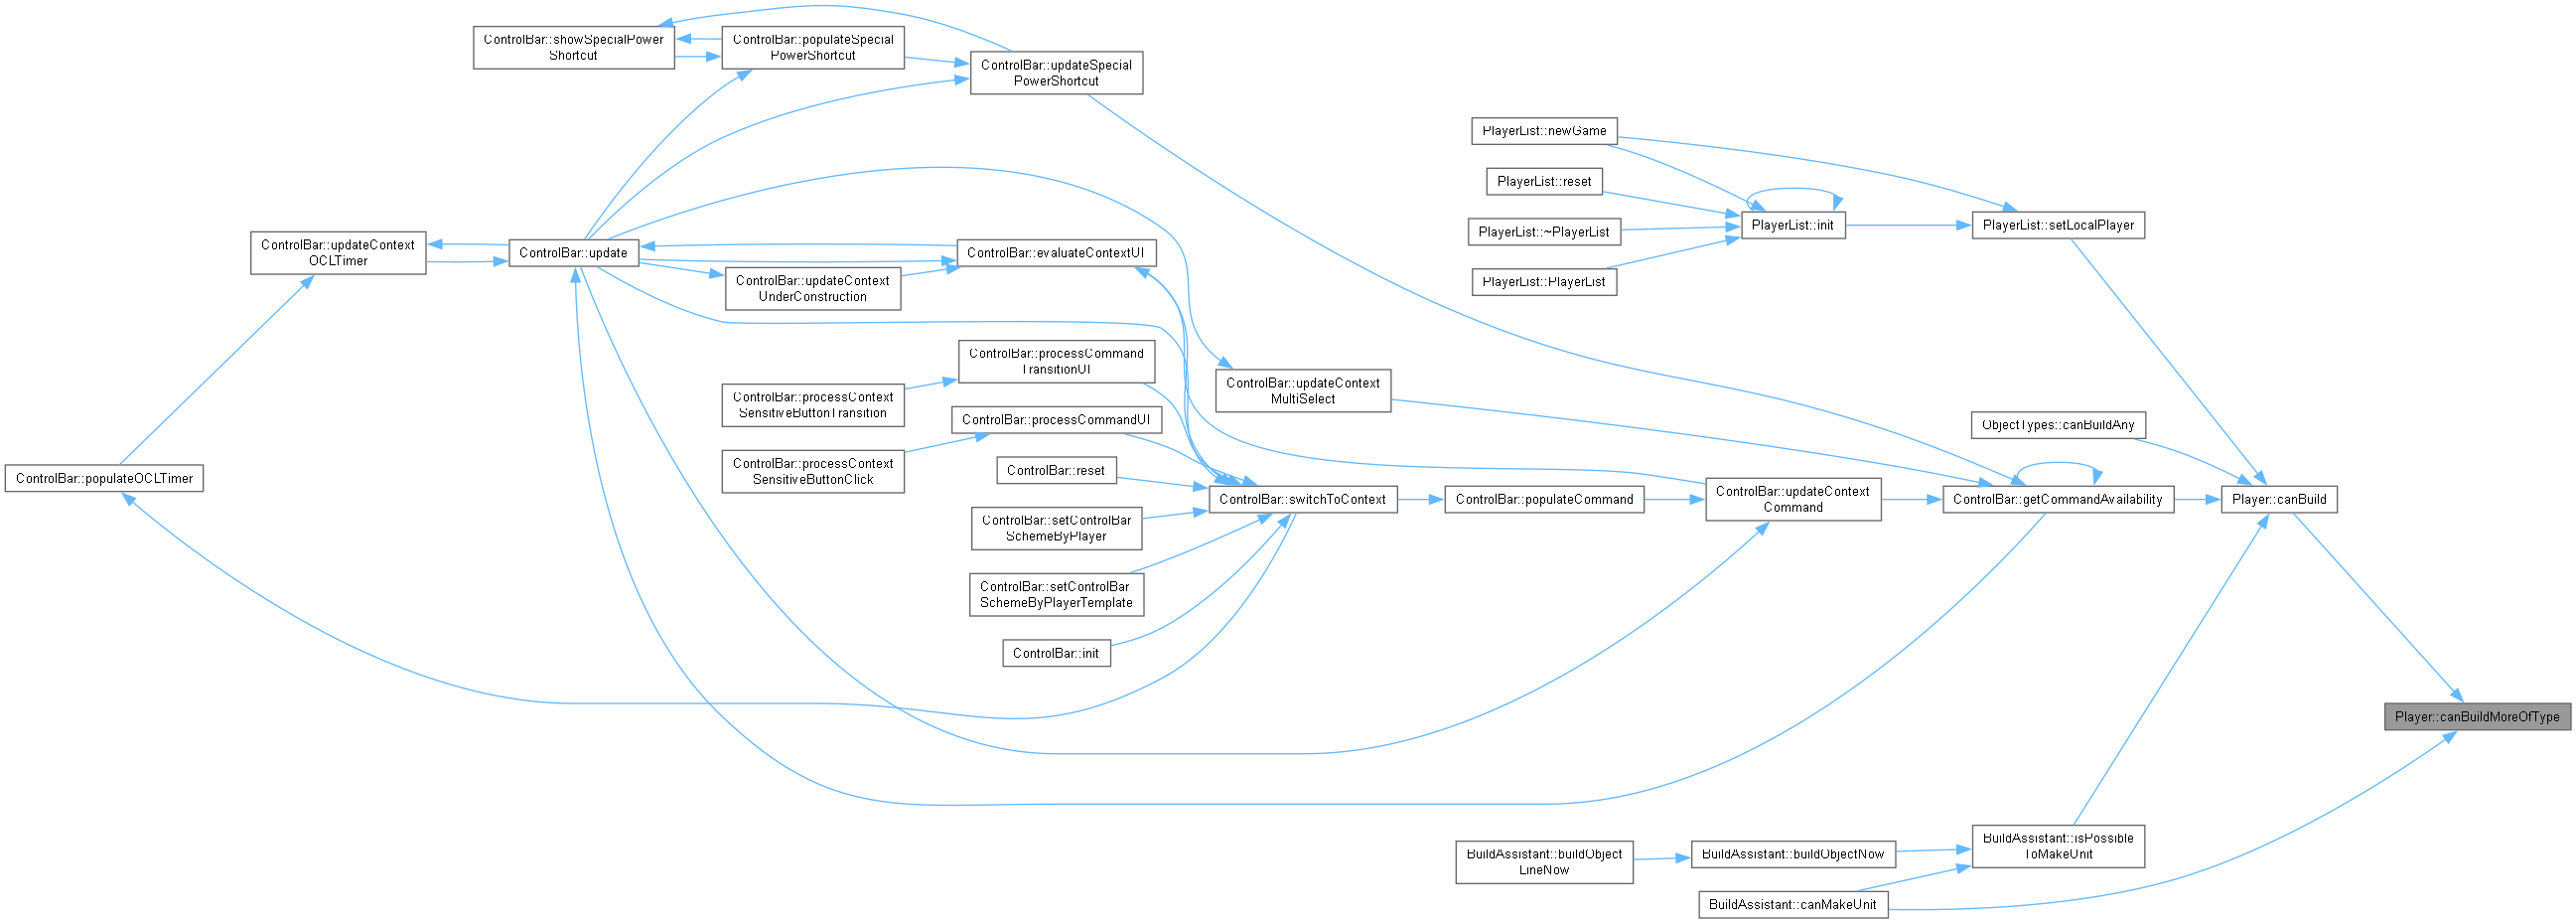 ControlBar::showSpecialPower
Shortcut
ControlBar::populateSpecial
PowerShortcut
ControlBar::updateSpecial
PowerShortcut
PlayerList::newGame
PlayerList::reset
PlayerList::~PlayerList
PlayerList::PlayerList
PlayerList::init
PlayerList::setLocalPlayer
ControlBar::updateContext
OCLTimer
ControlBar::update
ControlBar::evaluateContextUI
ControlBar::updateContext
UnderConstruction
ControlBar::processCommand
TransitionUI
ControlBar::processContext
SensitiveButtonTransition
ControlBar::updateContext
MultiSelect
ControlBar::processCommandUI
ObjectTypes::canBuildAny
ControlBar::processContext
SensitiveButtonClick
ControlBar::populateOCLTimer
ControlBar::reset
ControlBar::switchToContext
ControlBar::populateCommand
ControlBar::updateContext
Command
ControlBar::getCommandAvailability
Player::canBuild
ControlBar::setControlBar
SchemeByPlayer
ControlBar::setControlBar
SchemeByPlayerTemplate
ControlBar::init
Player::canBuildMoreOfType
BuildAssistant::buildObject
LineNow
BuildAssistant::buildObjectNow
BuildAssistant::isPossible
ToMakeUnit
BuildAssistant::canMakeUnit